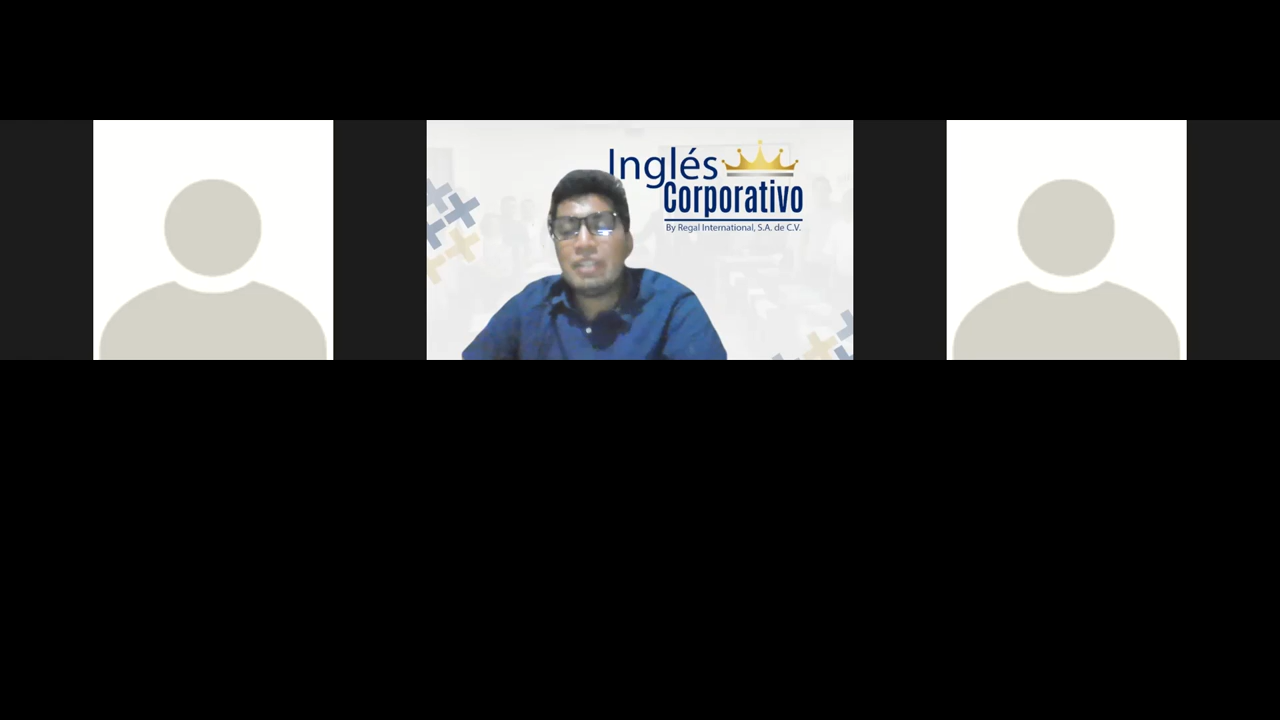 Inglés
Corporativo
By Regal International, S.A. de C.V.